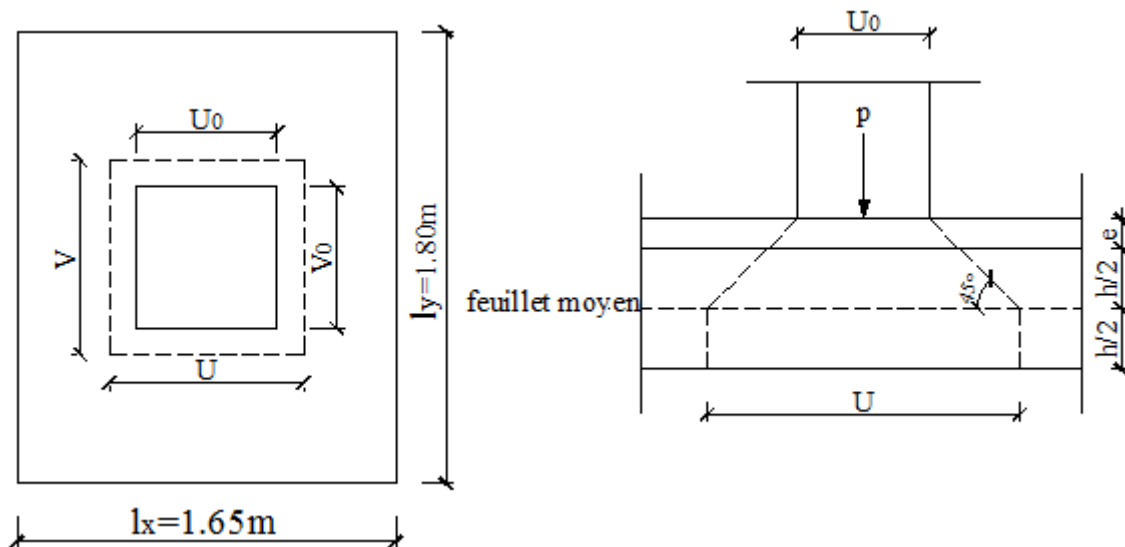 U0
V
V0
U
ly=1.80m
lx=1.65m
U0
p
e
h/2
45°
feuillet moyen
h/2
U